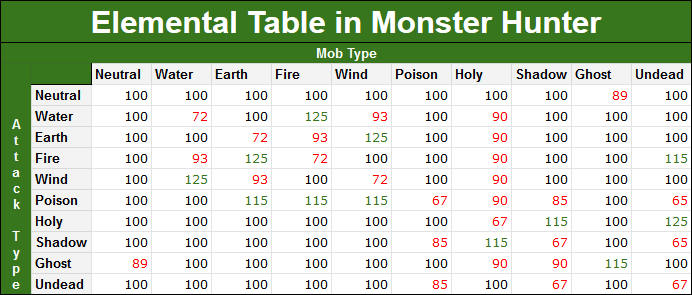 Elemental Table in Monster Hunter
Mob Type
Neutral Water Earth Fire Wind Poison Holy Shadow Ghost Undead
Attack Type
Neutral 100 100 100 100 100 100 100 100 89 100
Water 100 72 100 125 93 100 90 100 100 100
Earth 100 100 72 93 125 100 90 100 100 100
Fire 100 93 125 72 100 100 90 100 100 115
Wind 100 125 93 100 72 100 90 100 100 100
Poison 100 100 115 115 115 67 90 85 100 65
Holy 100 100 100 100 100 100 67 115 100 125
Shadow 100 100 100 100 100 85 115 67 100 65
Ghost 89 100 100 100 100 100 90 90 115 100
Undead 100 100 100 100 100 85 100 67 100 67